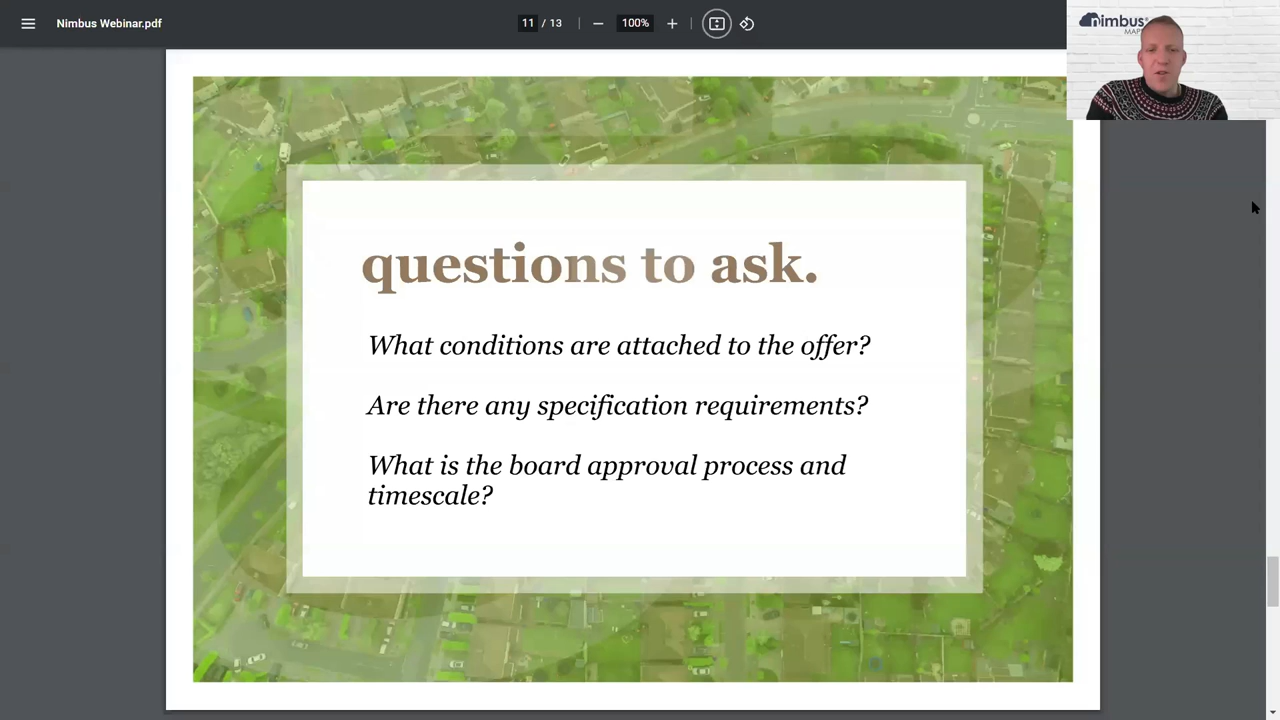 Nimbus Webinar.pdf
11 / 13
100%
nimbus
MAPS
questions to ask.
What conditions are attached to the offer?
Are there any specification requirements?
What is the board approval process and
timescale?